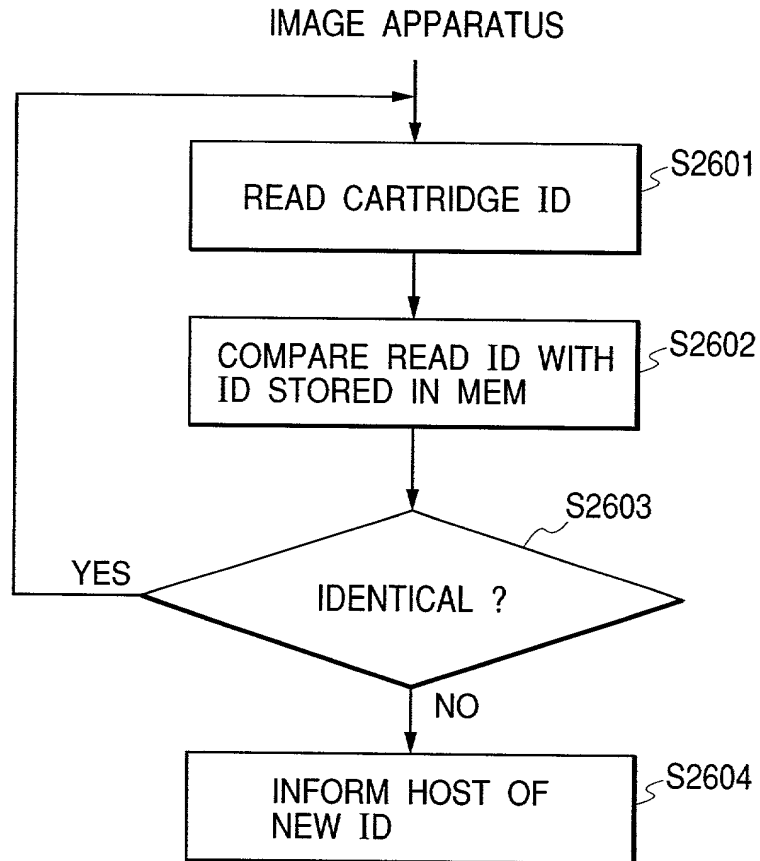 IMAGE APPARATUS
READ CARTRIDGE ID
S2601
COMPARE READ ID WITH
ID STORED IN MEM
S2602
S2603
YES
IDENTICAL ?
NO
INFORM HOST OF
NEW ID
S2604